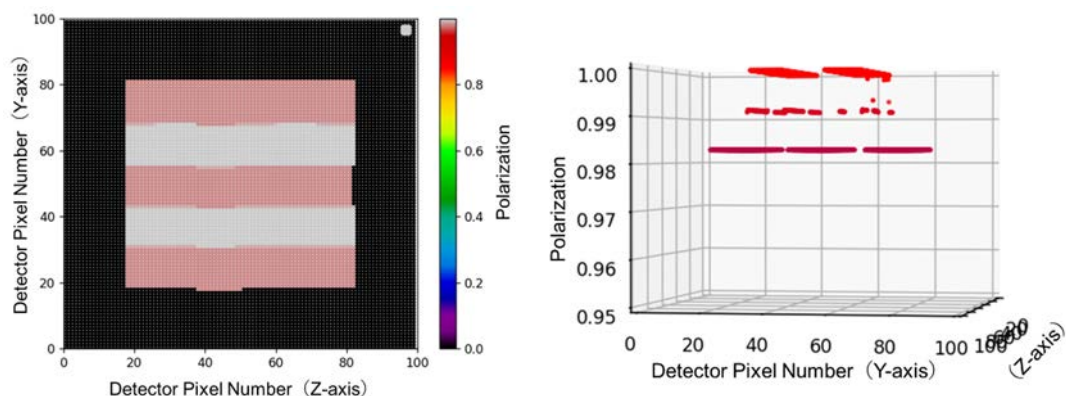 100
80
60
40
20
0
Detector Pixel Number（Y-axis）
0 20 40 60 80 100
Detector Pixel Number（Z-axis）
0.8
0.6
0.4
0.2
0.0
Polarization
1.00
0.99
0.98
0.97
0.96
0.95
Polarization
0 20 40 60 80 100
Detector Pixel Number（Y-axis）
100
20
（Z-axis）